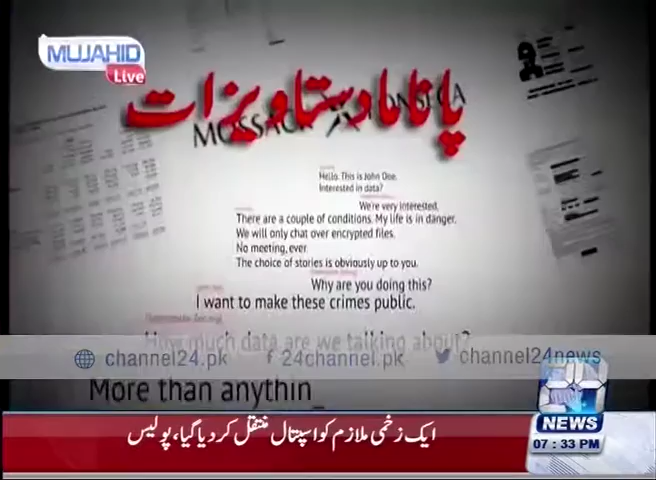 MUJAHID
Live
پاناما دستاویزات
MOSSACK FONSECA
Hello. This is John Doe.
Interested in data?
We're very interested.
There are a couple of conditions. My life is in danger.
We will only chat over encrypted files.
No meeting, ever.
The choice of stories is obviously up to you.
Why are you doing this?
I want to make these crimes public.
How much data are we talking about?
channel24.pk
24channel.pk
channel24news
More than anythin_
24
NEWS
07:33 PM
ایک زخمی ملازم کو اسپتال منتقل کر دیا گیا، پولیس